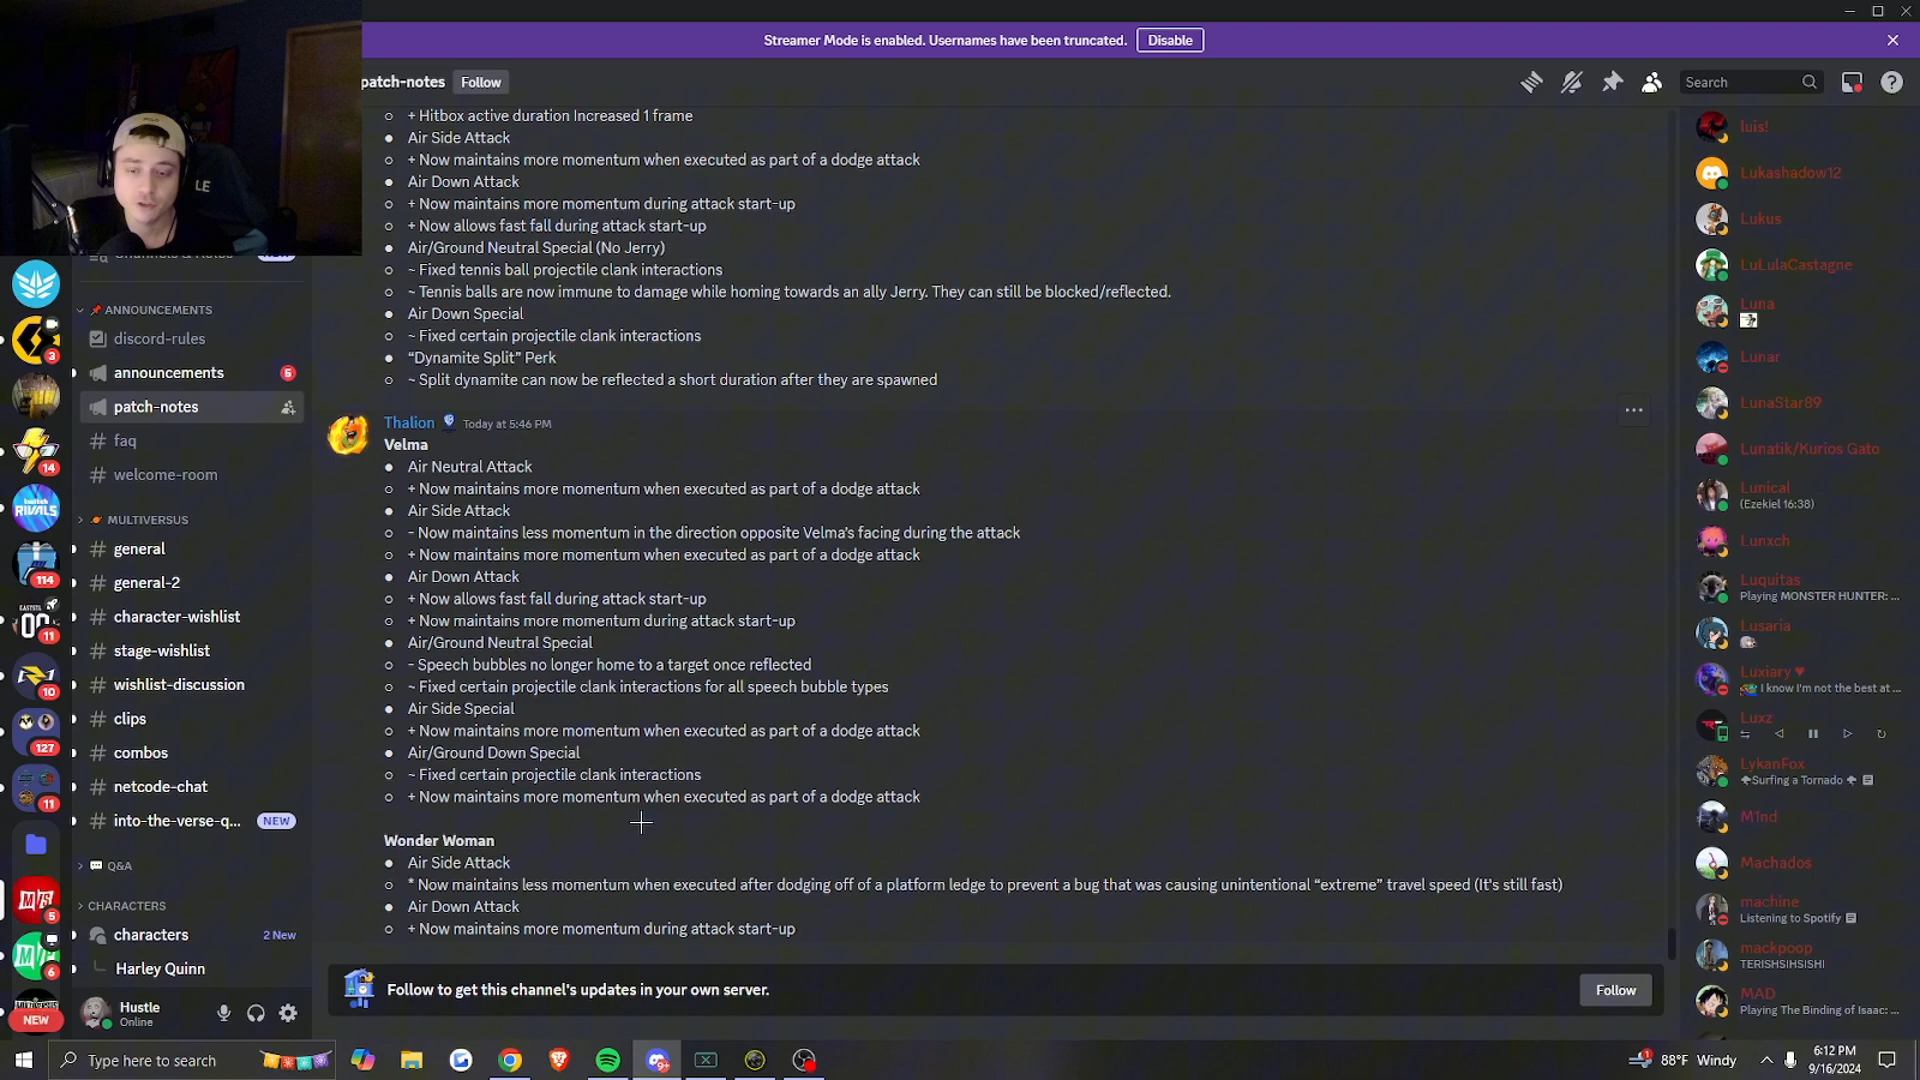 Streamer Mode is enabled. Usernames have been truncated.
Disable
patch-notes
Follow
Search
+ Hitbox active duration Increased 1 frame
Air Side Attack
+ Now maintains more momentum when executed as part of a dodge attack
Air Down Attack
+ Now maintains more momentum during attack start-up
+ Now allows fast fall during attack start-up
Air/Ground Neutral Special (No Jerry)
~ Fixed tennis ball projectile clank interactions
~ Tennis balls are now immune to damage while homing towards an ally Jerry. They can still be blocked/reflected.
Air Down Special
~ Fixed certain projectile clank interactions
“Dynamite Split” Perk
~ Split dynamite can now be reflected a short duration after they are spawned
Thalion Today at 5:46 PM
Velma
Air Neutral Attack
+ Now maintains more momentum when executed as part of a dodge attack
Air Side Attack
- Now maintains less momentum in the direction opposite Velma’s facing during the attack
+ Now maintains more momentum when executed as part of a dodge attack
Air Down Attack
+ Now allows fast fall during attack start-up
+ Now maintains more momentum during attack start-up
Air/Ground Neutral Special
- Speech bubbles no longer home to a target once reflected
~ Fixed certain projectile clank interactions for all speech bubble types
Air Side Special
+ Now maintains more momentum when executed as part of a dodge attack
Air/Ground Down Special
~ Fixed certain projectile clank interactions
+ Now maintains more momentum when executed as part of a dodge attack
Wonder Woman
Air Side Attack
* Now maintains less momentum when executed after dodging off of a platform ledge to prevent a bug that was causing unintentional “extreme” travel speed (It's still fast)
Air Down Attack
+ Now maintains more momentum during attack start-up
Follow to get this channel's updates in your own server.
Follow
LE
ANNOUNCEMENTS
discord-rules
announcements 5
patch-notes
faq
welcome-room
MULTIVERSUS
general
general-2
character-wishlist
stage-wishlist
wishlist-discussion
clips
combos
netcode-chat
into-the-verse-q... NEW
Q&A
CHARACTERS
characters 2 New
Harley Quinn
Hustle
Online
3
14
twitch
RIVALS
114
11
10
127
11
5
6
NEW
luis!
Lukashadow12
Lukus
LuLulaCastagne
Luna
Lunar
LunaStar89
Lunatik/Kurios Gato
Lunical
(Ezekiel 16:38)
Lunxch
Luquitas
Playing MONSTER HUNTER: ...
Lusaria
Luxiary ♥
I know I'm not the best at ...
Luxz
LykanFox
Surfing a Tornado
M1nd
Machados
machine
Listening to Spotify
mackpoop
TERISHSIHSISHI
MAD
Playing The Binding of Isaac: ...
Type here to search
9+
1
88°F Windy
6:12 PM
9/16/2024